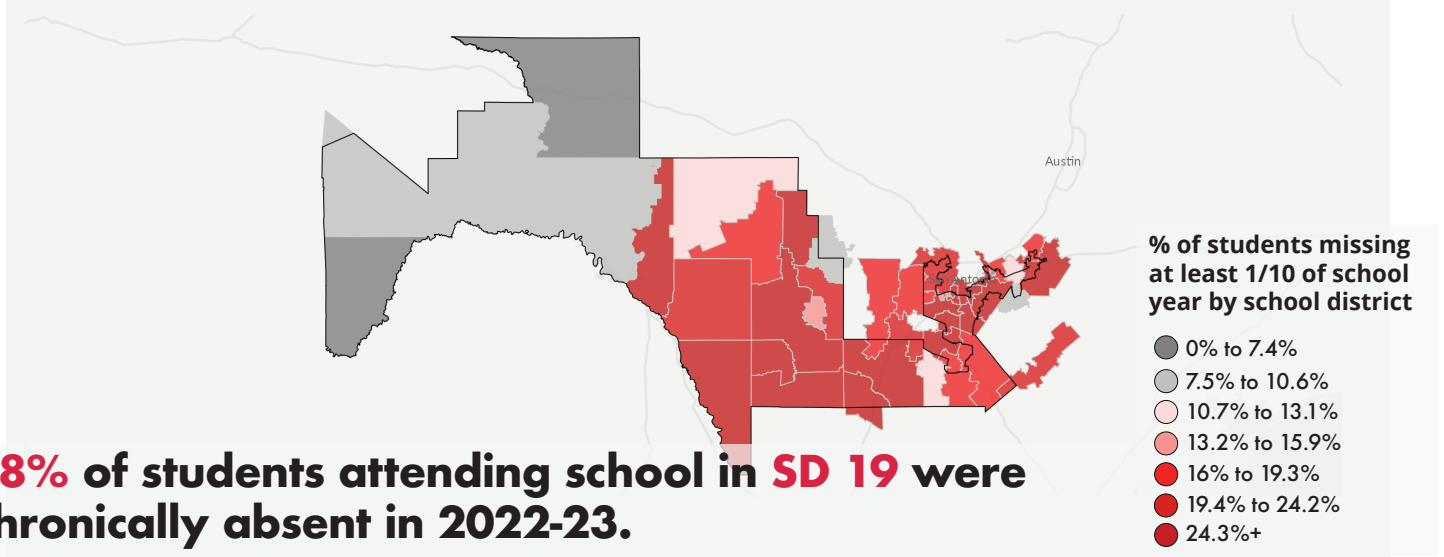 Austin
% of students missing
at least 1/10 of school
year by school district
0% to 7.4%
7.5% to 10.6%
10.7% to 13.1%
13.2% to 15.9%
16% to 19.3%
19.4% to 24.2%
24.3%+
8% of students attending school in SD 19 were
hronically absent in 2022-23.